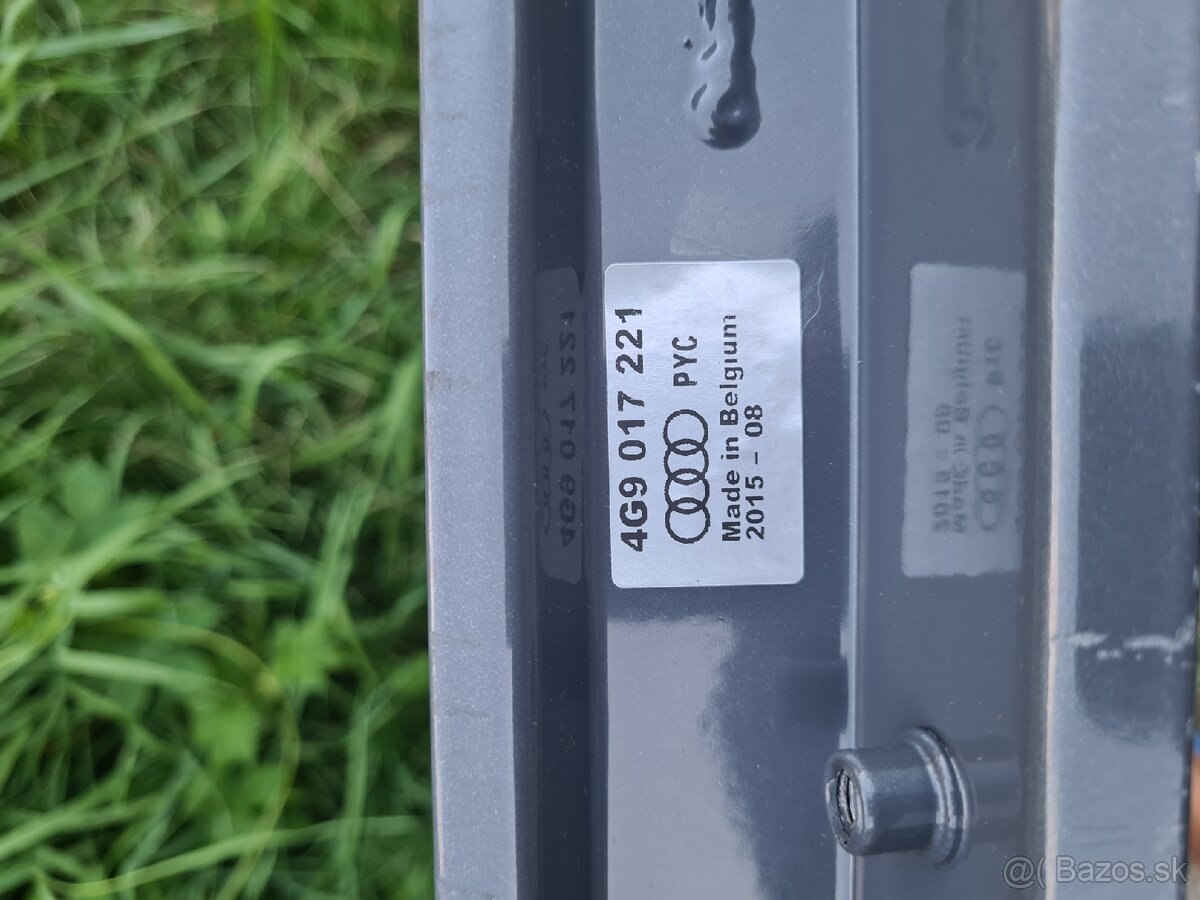 4G9 017 221
PYC
Made in Belgium
2015 - 08
@( Bazos.sk